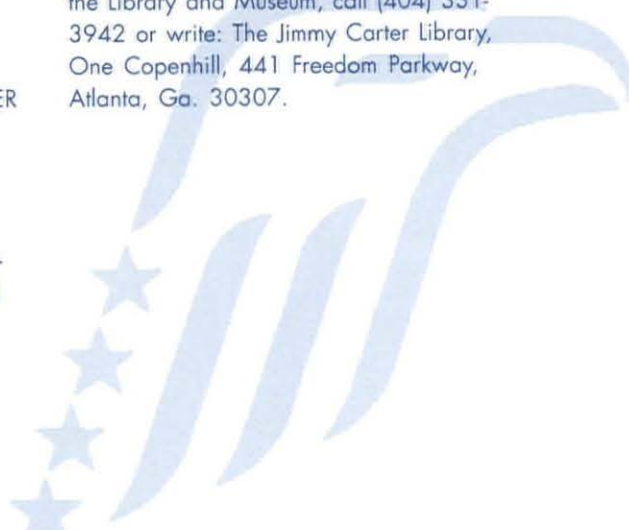 the Library and Museum, call (404) 331-
3942 or write: The Jimmy Carter Library,
One Copenhill, 441 Freedom Parkway,
ER
Atlanta, Ga. 30307.